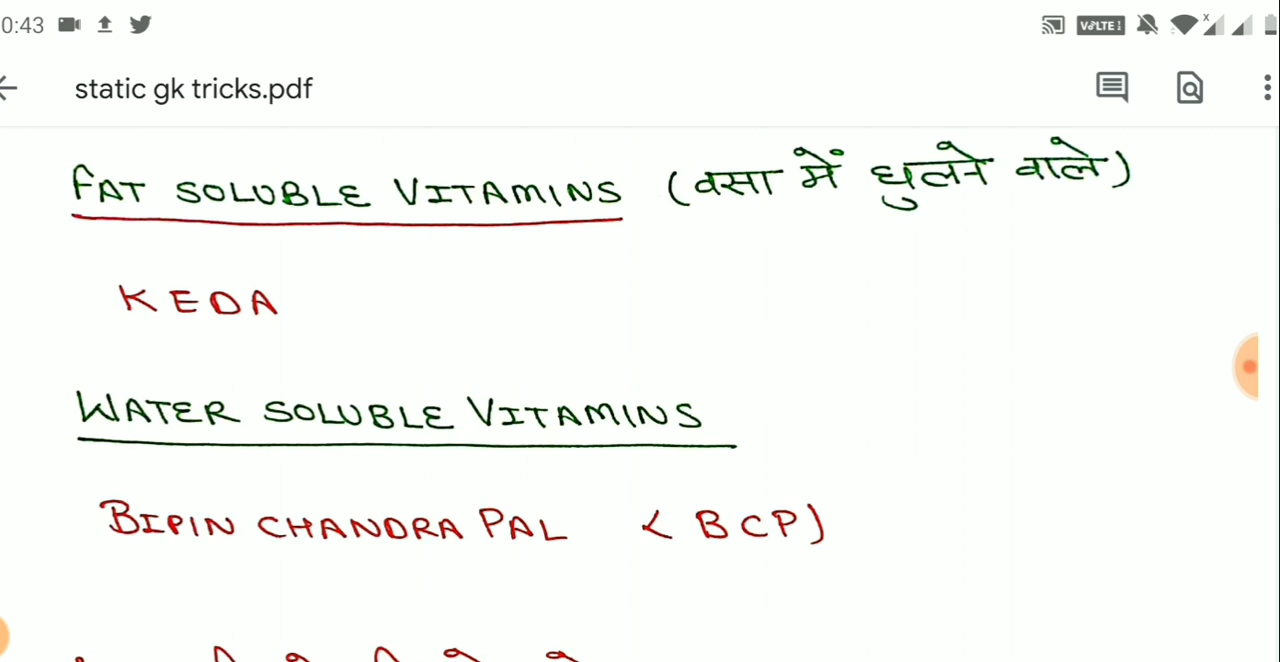 0:43 VoLTE
static gk tricks.pdf
FAT SOLUBLE VITAMINS (वसा में घुलने वाले)
KEDA
WATER SOLUBLE VITAMINS
BIPIN CHANDRA PAL < BCP)